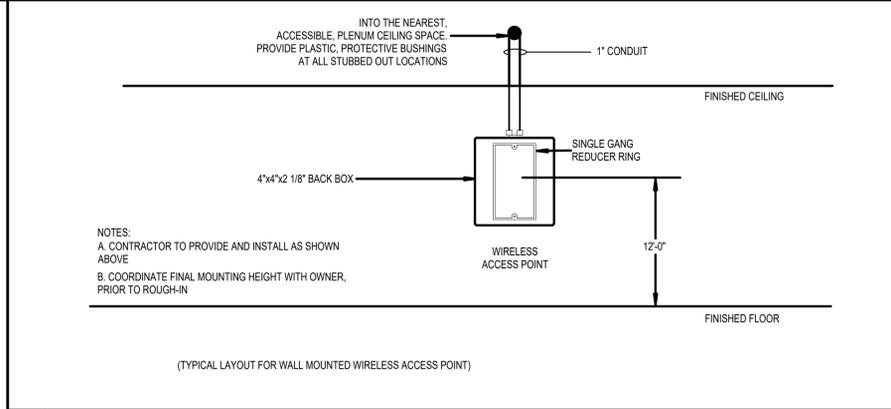 INTO THE NEAREST,
ACCESSIBLE, PLENUM CEILING SPACE.
PROVIDE PLASTIC, PROTECTIVE BUSHINGS
AT ALL STUBBED OUT LOCATIONS
1" CONDUIT
FINISHED CEILING
SINGLE GANG
REDUCER RING
4"x4"x2 1/8" BACK BOX
NOTES:
A. CONTRACTOR TO PROVIDE AND INSTALL AS SHOWN
ABOVE
B. COORDINATE FINAL MOUNTING HEIGHT WITH OWNER,
PRIOR TO ROUGH-IN
WIRELESS
ACCESS POINT
12'-0"
FINISHED FLOOR
(TYPICAL LAYOUT FOR WALL MOUNTED WIRELESS ACCESS POINT)